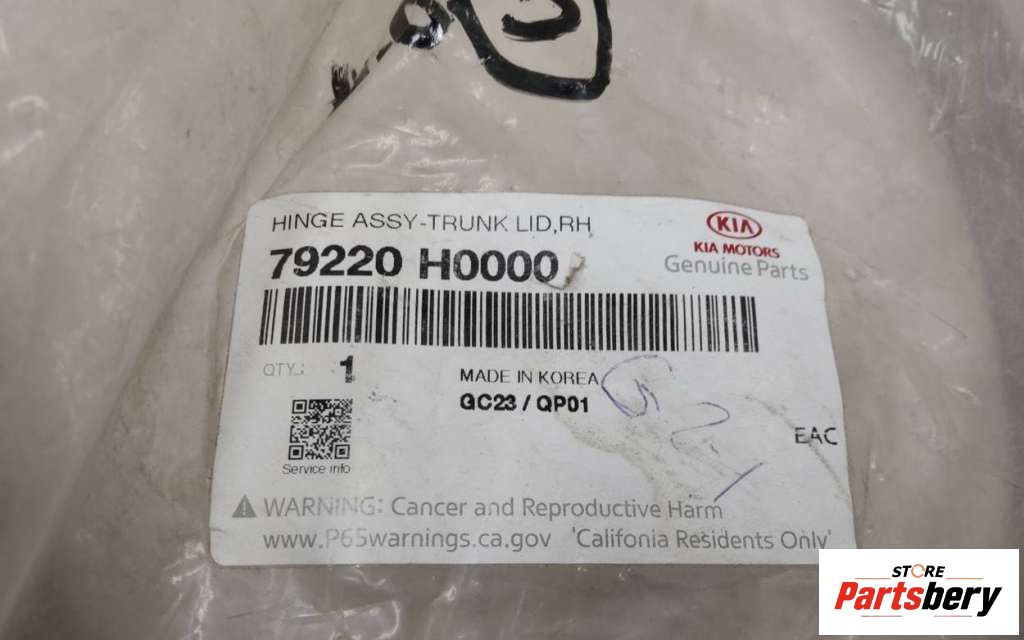 HINGE ASSY-TRUNK LID,RH
79220 H0000
KIA
KIA MOTORS
Genuine Parts
QTY.: 1
MADE IN KOREA
GC23 / QP01
EAC
Service info
WARNING: Cancer and Reproductive Harm
www.P65warnings.ca.gov 'Califonia Residents Only'
STORE
Partsbery